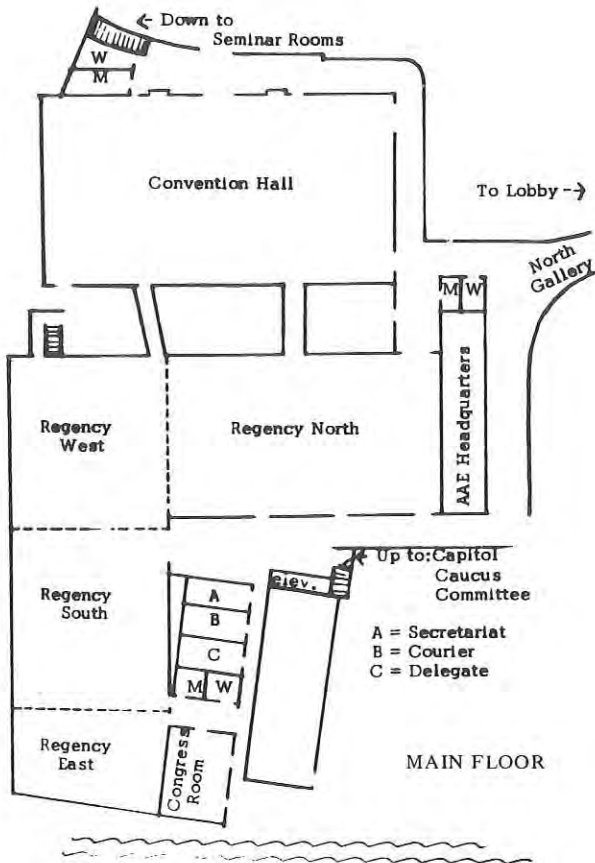 ← Down to
Seminar Rooms
W
M
Convention Hall
To Lobby →
North
Gallery
M W
Regency
West
Regency North
AAE Headquarters
Regency
South
elev.
Up to:Capitol
Caucus
Committee
A
B
C
M W
A = Secretariat
B = Courier
C = Delegate
Regency
East
Congress
Room
MAIN FLOOR